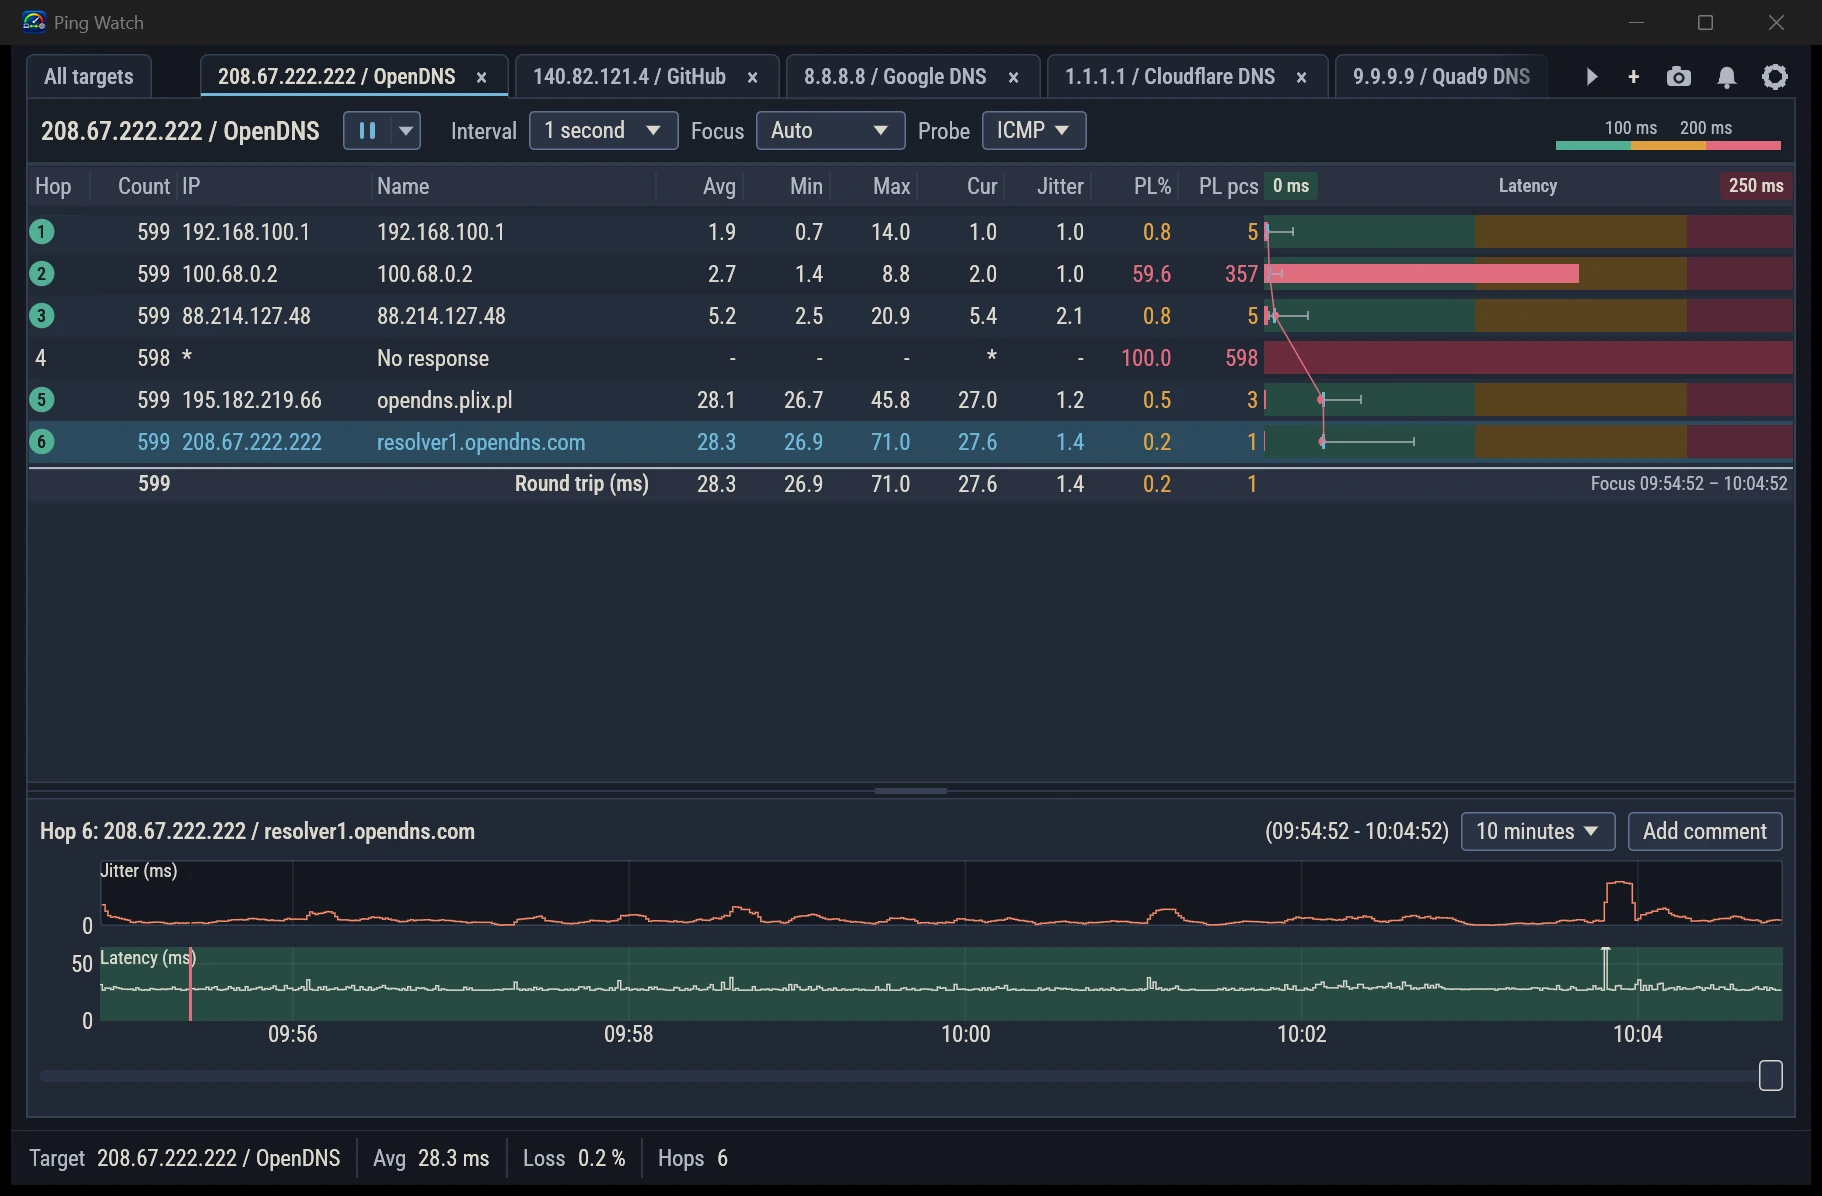 Ping Watch
All targets 208.67.222.222 / OpenDNS × 140.82.121.4 / GitHub × 8.8.8.8 / Google DNS × 1.1.1.1 / Cloudflare DNS × 9.9.9.9 / Quad9 DNS +
208.67.222.222 / OpenDNS Interval 1 second Focus Auto Probe ICMP 100 ms 200 ms
Hop Count IP Name Avg Min Max Cur Jitter PL% PL pcs 0 ms Latency 250 ms
1 599 192.168.100.1 192.168.100.1 1.9 0.7 14.0 1.0 1.0 0.8 5
2 599 100.68.0.2 100.68.0.2 2.7 1.4 8.8 2.0 1.0 59.6 357
3 599 88.214.127.48 88.214.127.48 5.2 2.5 20.9 5.4 2.1 0.8 5
4 598 * No response - - - * - 100.0 598
5 599 195.182.219.66 opendns.plix.pl 28.1 26.7 45.8 27.0 1.2 0.5 3
6 599 208.67.222.222 resolver1.opendns.com 28.3 26.9 71.0 27.6 1.4 0.2 1
599 Round trip (ms) 28.3 26.9 71.0 27.6 1.4 0.2 1 Focus 09:54:52 – 10:04:52
Hop 6: 208.67.222.222 / resolver1.opendns.com (09:54:52 - 10:04:52) 10 minutes Add comment
Jitter (ms)
0
Latency (ms)
50
0
09:56 09:58 10:00 10:02 10:04
Target 208.67.222.222 / OpenDNS Avg 28.3 ms Loss 0.2 % Hops 6